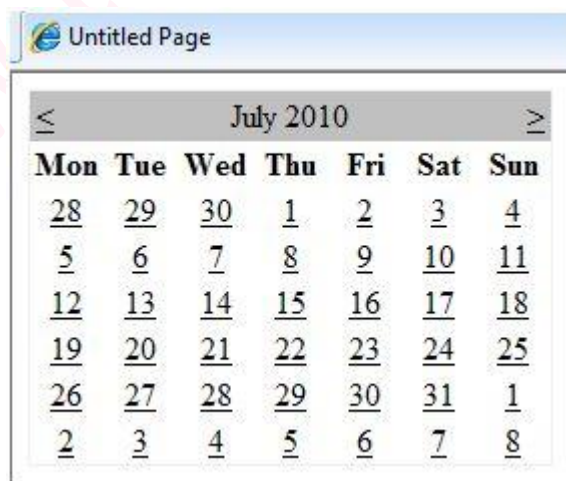 Untitled Page
< July 2010 >
Mon Tue Wed Thu Fri Sat Sun
28 29 30 1 2 3 4
5 6 7 8 9 10 11
12 13 14 15 16 17 18
19 20 21 22 23 24 25
26 27 28 29 30 31 1
2 3 4 5 6 7 8